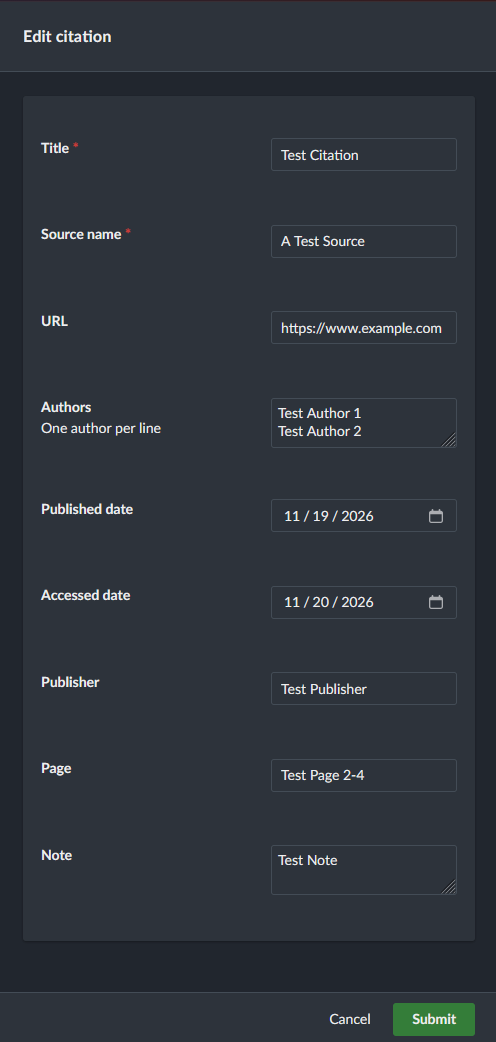 Edit citation
Title *
Test Citation
Source name *
A Test Source
URL
https://www.example.com
Authors
One author per line
Test Author 1
Test Author 2
Published date
11 / 19 / 2026
Accessed date
11 / 20 / 2026
Publisher
Test Publisher
Page
Test Page 2-4
Note
Test Note
Cancel
Submit